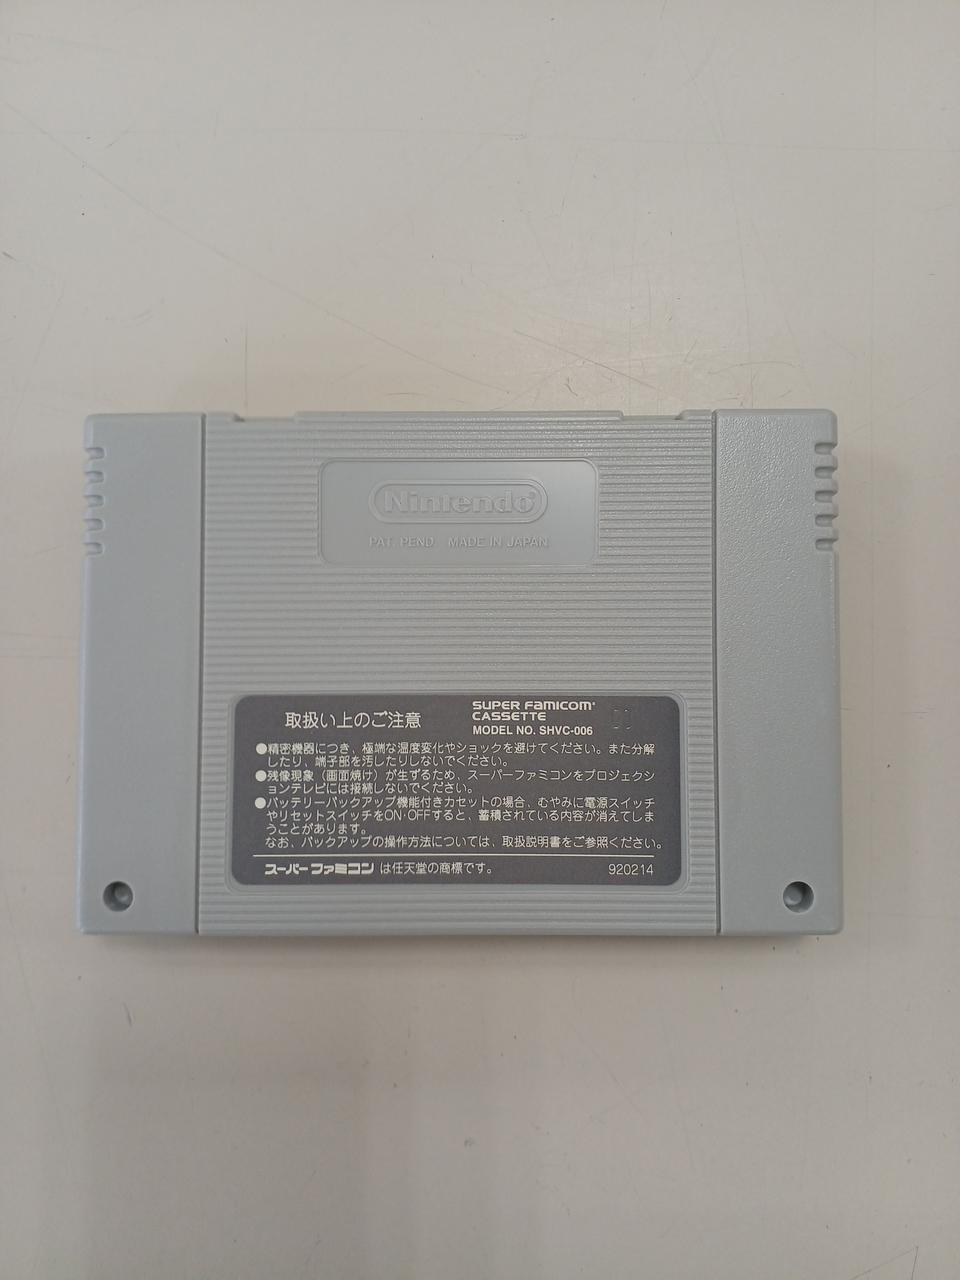 Nintendo®
PAT. PEND. MADE IN JAPAN
取扱い上のご注意
SUPER FAMICOM®
CASSETTE
MODEL NO. SHVC-006
●精密機器につき、極端な温度変化やショックを避けてください。また分解
したり、端子部を汚したりしないでください。
●残像現象（画面焼け）が生ずるため、スーパーファミコンをプロジェクシ
ョンテレビには接続しないでください。
●バッテリーバックアップ機能付きカセットの場合、むやみに電源スイッチ
やリセットスイッチをON·OFFすると、蓄積されている内容が消えてしま
うことがあります。
なお、バックアップの操作方法については、取扱説明書をご参照ください。
スーパーファミコン は任天堂の商標です。
920214